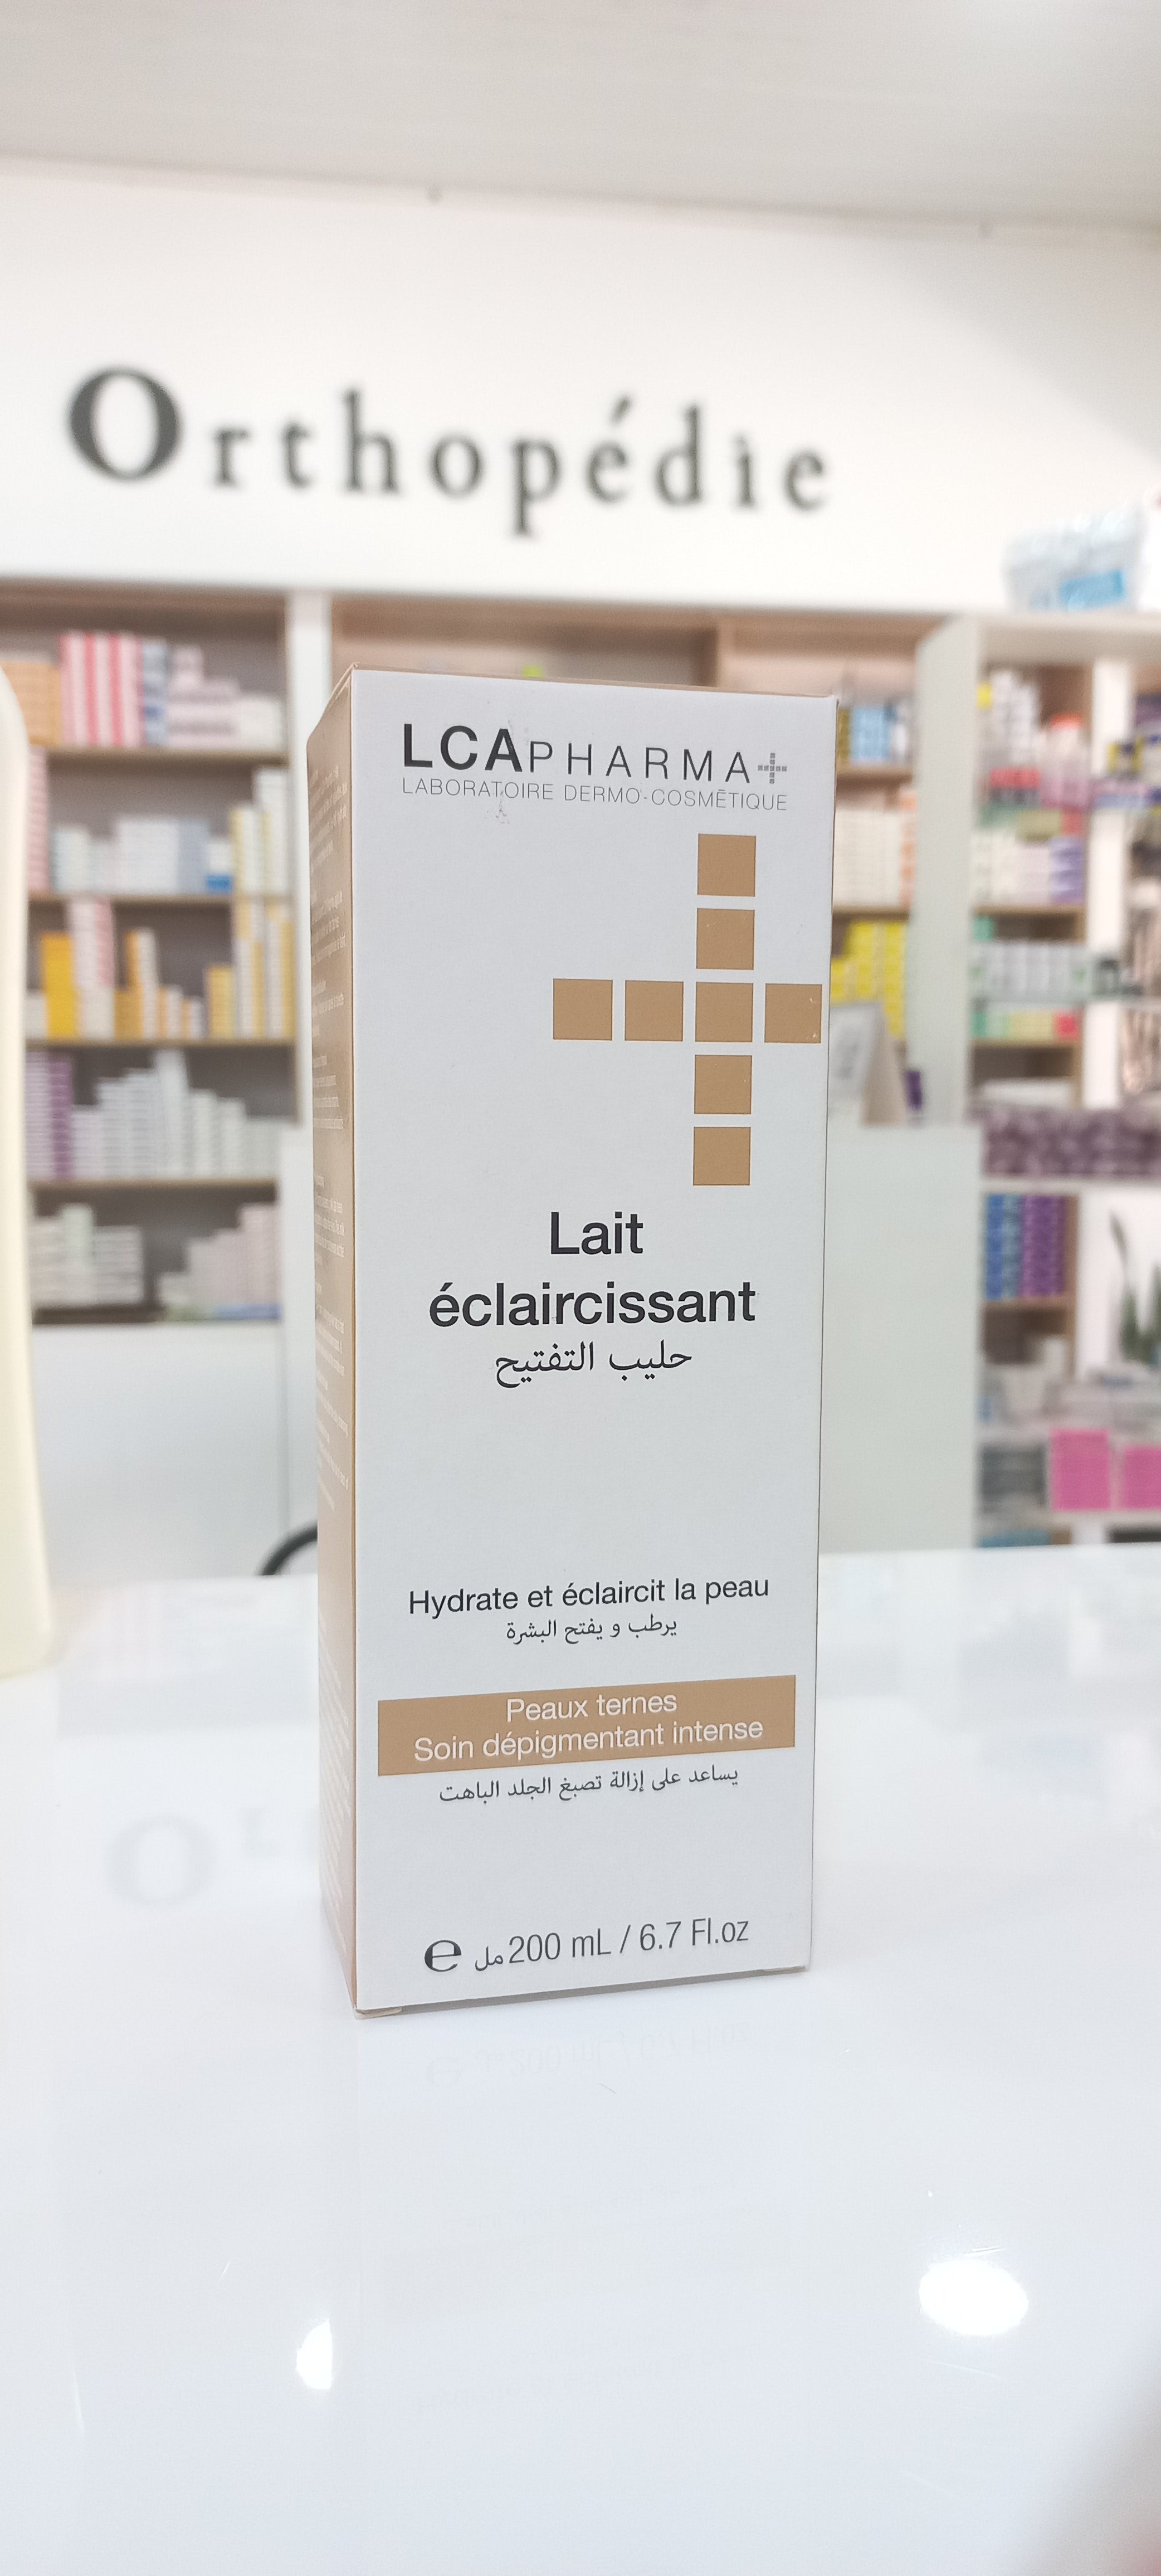 Orthopédie
LCAPHARMA
LABORATOIRE DERMO-COSMÉTIQUE
Lait
éclaircissant
حليب التفتيح
Hydrate et éclaircit la peau
يرطب و يفتح البشرة
Peaux ternes
Soin dépigmentant intense
يساعد على إزالة تصبغ الجلد الباهت
e مل 200 mL / 6.7 Fl.oz